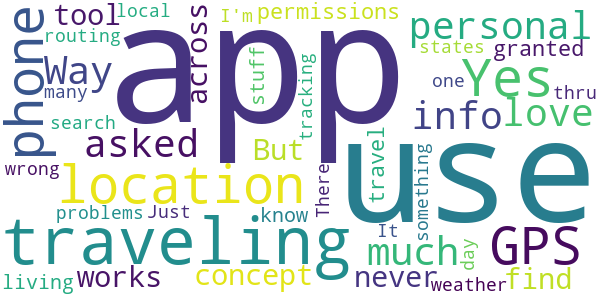 app
use
traveling
location
phone
Yes
GPS
personal
info
love
asked
Way
tool
much
But
concept
works
never
find
across
permissions
granted
I'm
local
routing
many
search
wrong
stuff
tracking
states
one
thru
travel
something
There
know
Just
problems
living
It
day
weather